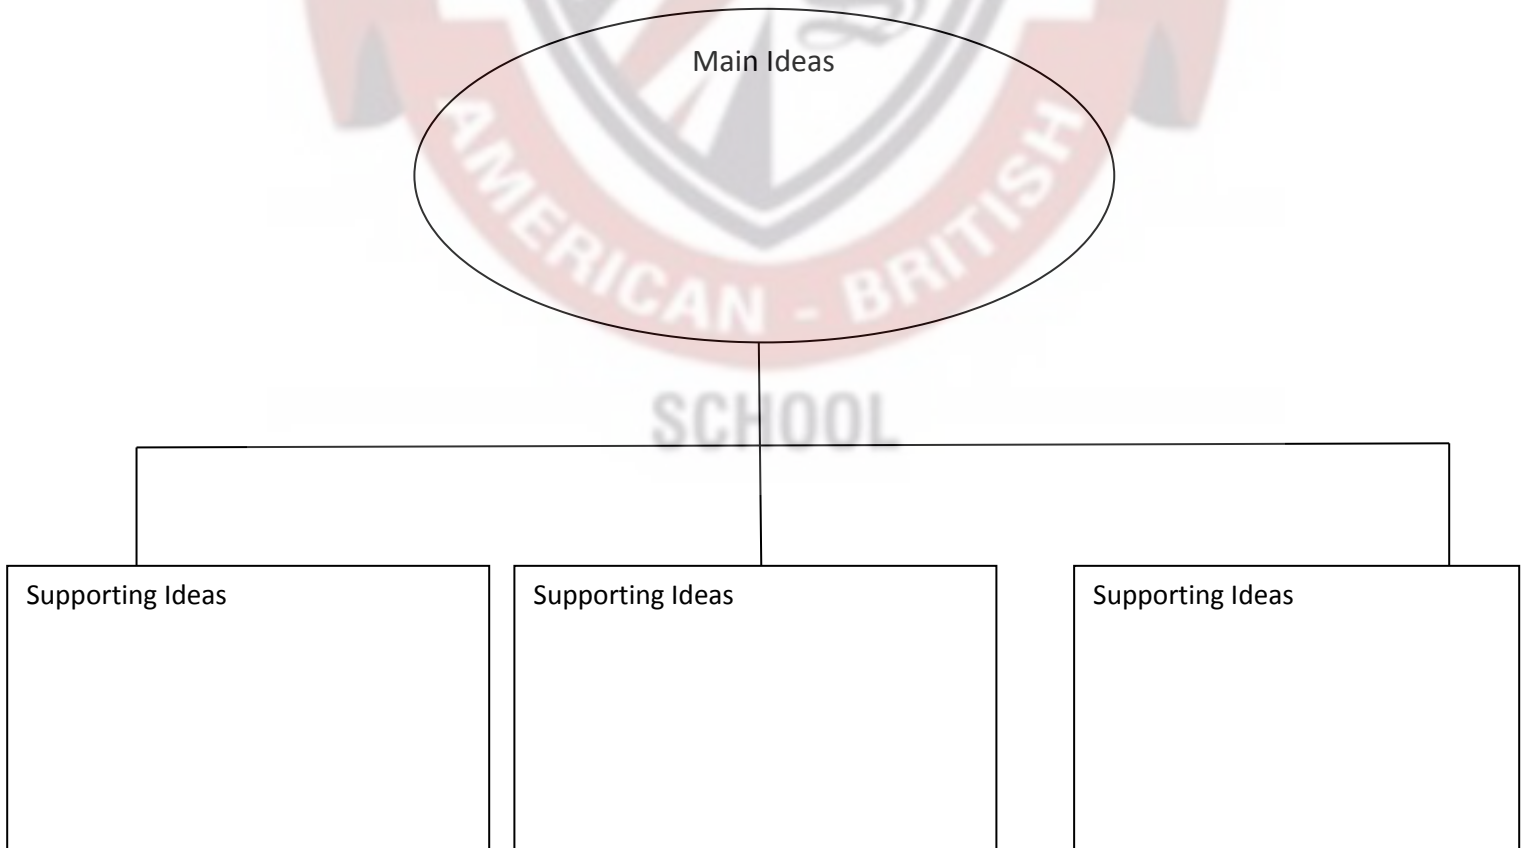 Main Ideas
AMERICAN - BRITISH
SCHOOL
Supporting Ideas
Supporting Ideas
Supporting Ideas